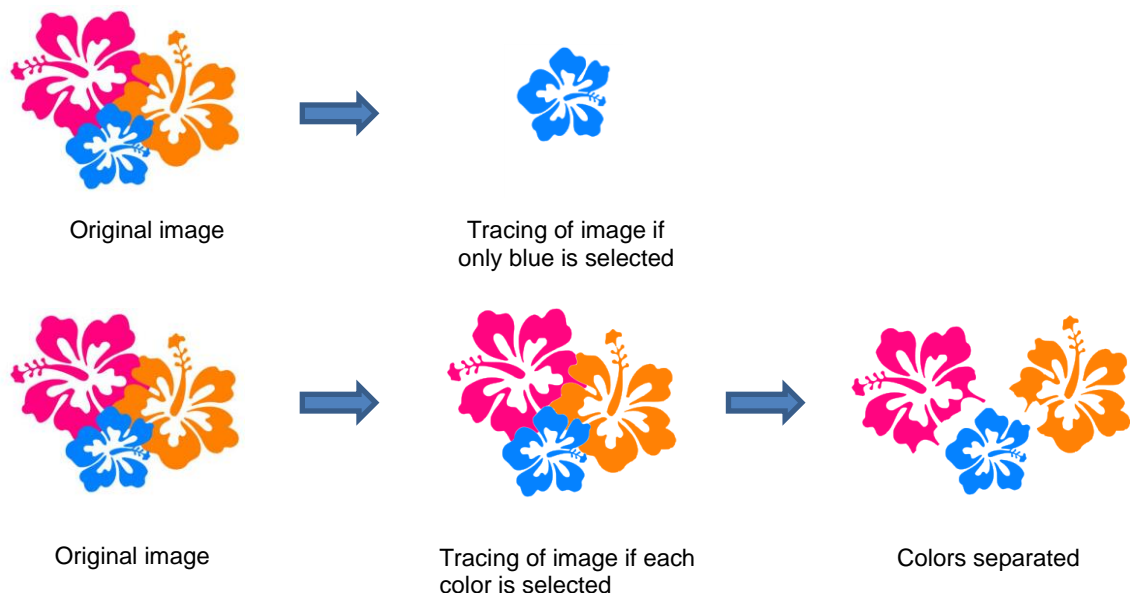 Original image
Tracing of image if
only blue is selected
Original image
Tracing of image if each
color is selected
Colors separated